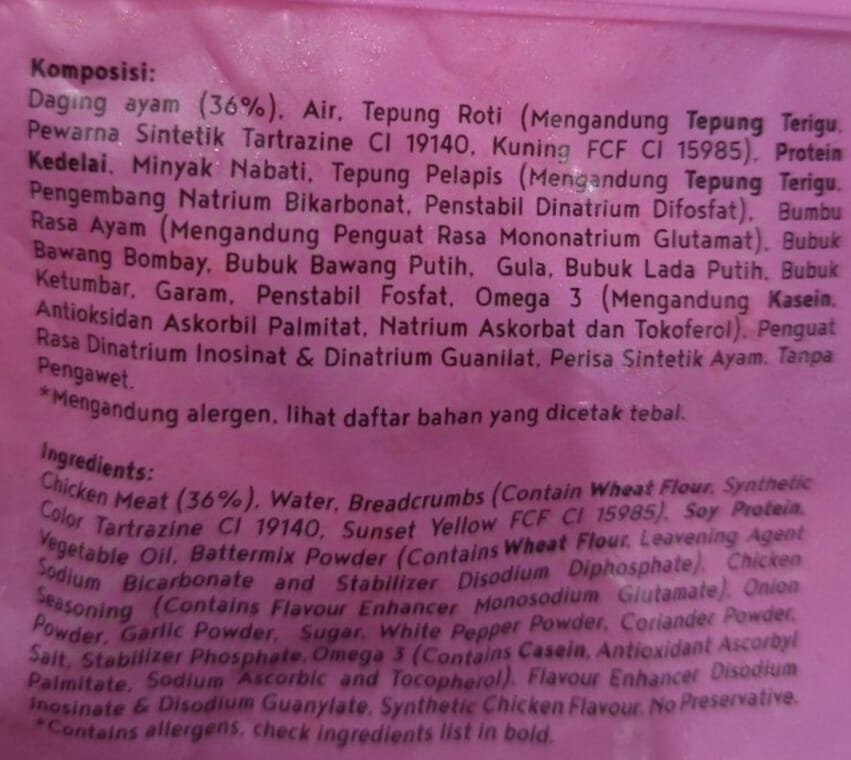 Komposisi:
Daging ayam (36%), Air, Tepung Roti (Mengandung Tepung Terigu,
Pewarna Sintetik Tartrazine CI 19140, Kuning FCF CI 15985), Protein
Kedelai, Minyak Nabati, Tepung Pelapis (Mengandung Tepung Terigu,
Pengembang Natrium Bikarbonat, Penstabil Dinatrium Difosfat), Bumbu
Rasa Ayam (Mengandung Penguat Rasa Mononatrium Glutamat), Bubuk
Bawang Bombay, Bubuk Bawang Putih, Gula, Bubuk Lada Putih, Bubuk
Ketumbar, Garam, Penstabil Fosfat, Omega 3 (Mengandung Kasein,
Antioksidan Askorbil Palmitat, Natrium Askorbat dan Tokoferol), Penguat
Rasa Dinatrium Inosinat & Dinatrium Guanilat, Perisa Sintetik Ayam. Tanpa
Pengawet.
*Mengandung alergen, lihat daftar bahan yang dicetak tebal.
Ingredients:
Chicken Meat (36%), Water, Breadcrumbs (Contain Wheat Flour, Synthetic
Color Tartrazine CI 19140, Sunset Yellow FCF CI 15985), Soy Protein,
Vegetable Oil, Battermix Powder (Contains Wheat Flour, Leavening Agent
Sodium Bicarbonate and Stabilizer Disodium Diphosphate), Chicken
Seasoning (Contains Flavour Enhancer Monosodium Glutamate), Onion
Powder, Garlic Powder, Sugar, White Pepper Powder, Coriander Powder,
Salt, Stabilizer Phosphate, Omega 3 (Contains Casein, Antioxidant Ascorbyl
Palmitate, Sodium Ascorbic and Tocopherol), Flavour Enhancer Disodium
Inosinate & Disodium Guanylate, Synthetic Chicken Flavour. No Preservative.
*Contains allergens, check ingredients list in bold.